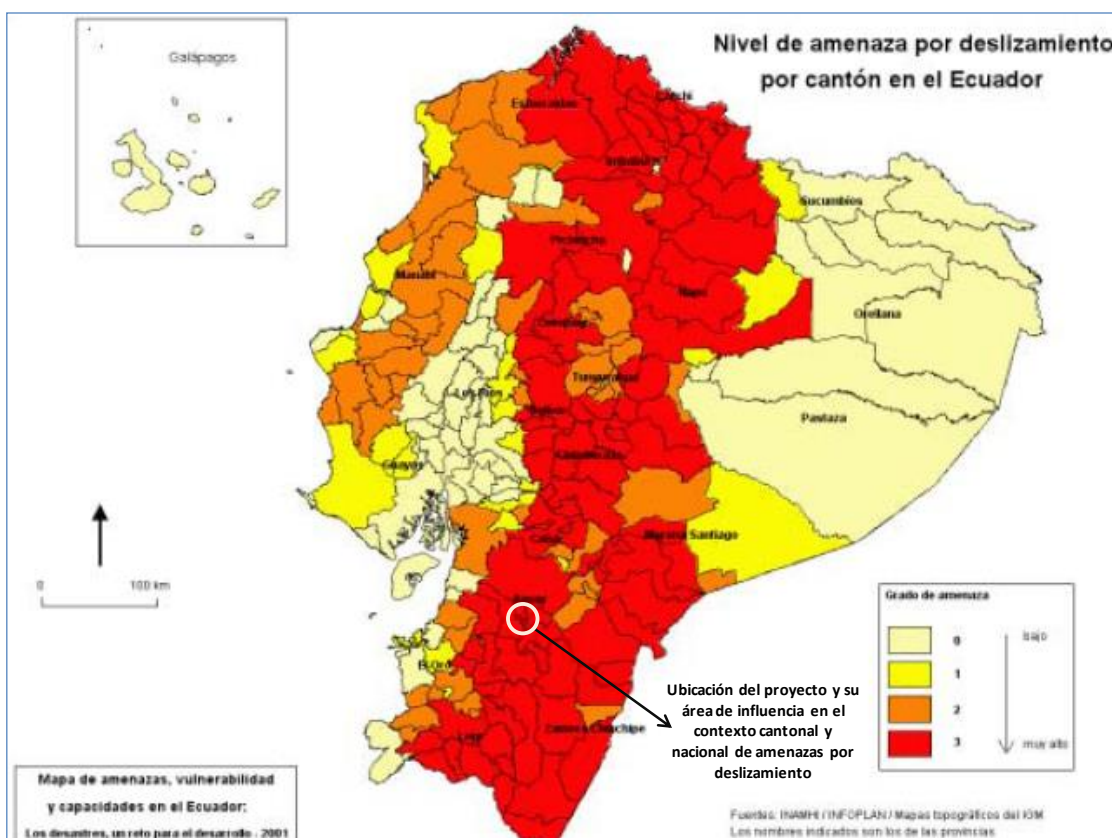 Nivel de amenaza por deslizamiento
por cantón en el Ecuador
Galápagos
Esmeraldas
Carchi
Imbabura
Sucumbíos
Pichincha
Manabí
Napo
Orellana
Cotopaxi
Tungurahua
Los Ríos
Bolívar
Pastaza
Guayas
Chimborazo
Cañar
Morona Santiago
0
100 km
Azuay
El Oro
Loja
Zamora Chinchipe
Ubicación del proyecto y su
área de influencia en el
contexto cantonal y
nacional de amenazas por
deslizamiento
Grado de amenaza
0
bajo
1
2
3
muy alto
Mapa de amenazas, vulnerabilidad
y capacidades en el Ecuador:
Los desastres, un reto para el desarrollo - 2001
Fuentes: INAMHI / INFOPLAN / Mapas topográficos del IGM
Los nombres indicados son los de las provincias